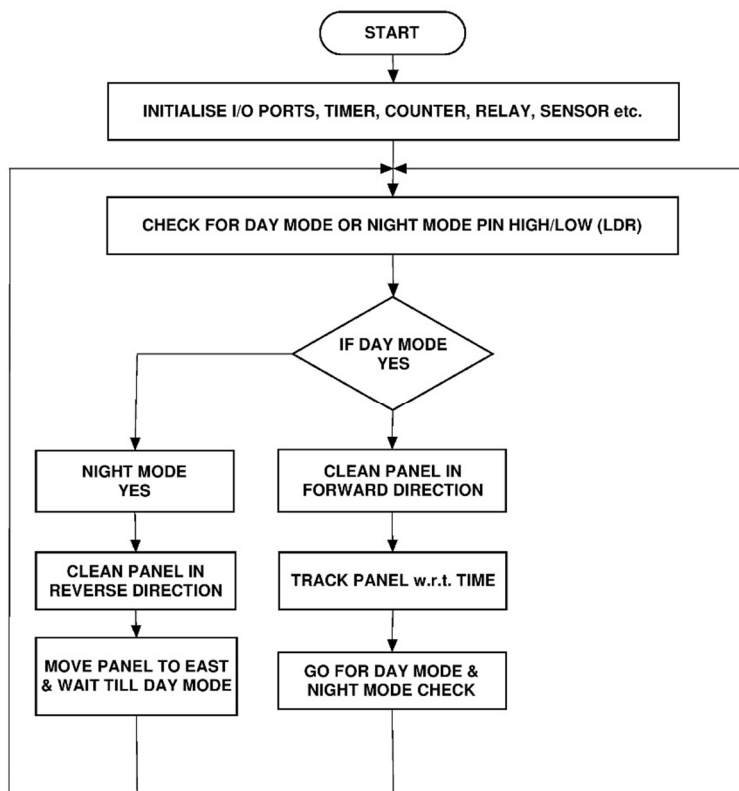 START
INITIALISE I/O PORTS, TIMER, COUNTER, RELAY, SENSOR etc.
CHECK FOR DAY MODE OR NIGHT MODE PIN HIGH/LOW (LDR)
IF DAY MODE
YES
NIGHT MODE
YES
CLEAN PANEL IN
REVERSE DIRECTION
MOVE PANEL TO EAST
& WAIT TILL DAY MODE
CLEAN PANEL IN
FORWARD DIRECTION
TRACK PANEL w.r.t. TIME
GO FOR DAY MODE &
NIGHT MODE CHECK